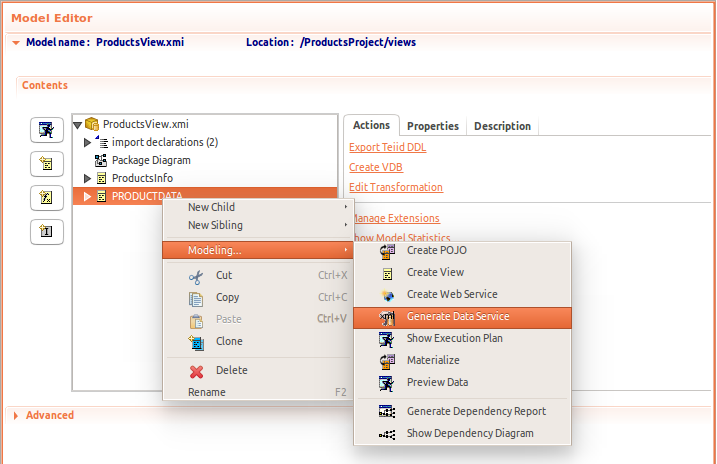 Model Editor
Model name : ProductsView.xmi Location : /ProductsProject/views
Contents
ProductsView.xmi
import declarations (2)
Package Diagram
ProductsInfo
PRODUCTDATA
Actions Properties Description
Export Teiid DDL
Create VDB
Edit Transformation
Manage Extensions
Show Model Statistics
New Child
New Sibling
Modeling...
Cut Ctrl+X
Copy Ctrl+C
Paste Ctrl+V
Clone
Delete
Rename F2
Create POJO
Create View
Create Web Service
Generate Data Service
Show Execution Plan
Materialize
Preview Data
Generate Dependency Report
Show Dependency Diagram
Advanced